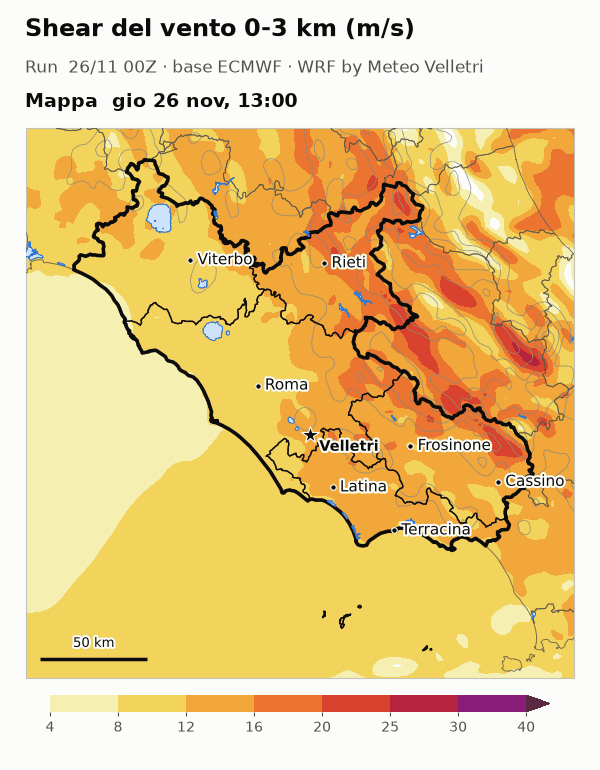 Shear del vento 0-3 km (m/s)
Run  26/11 00Z · base ECMWF · WRF by Meteo Velletri
Mappa  gio 26 nov, 13:00
Viterbo
Rieti
Roma
Velletri
Frosinone
Cassino
Latina
Terracina
50 km
4 8 12 16 20 25 30 40